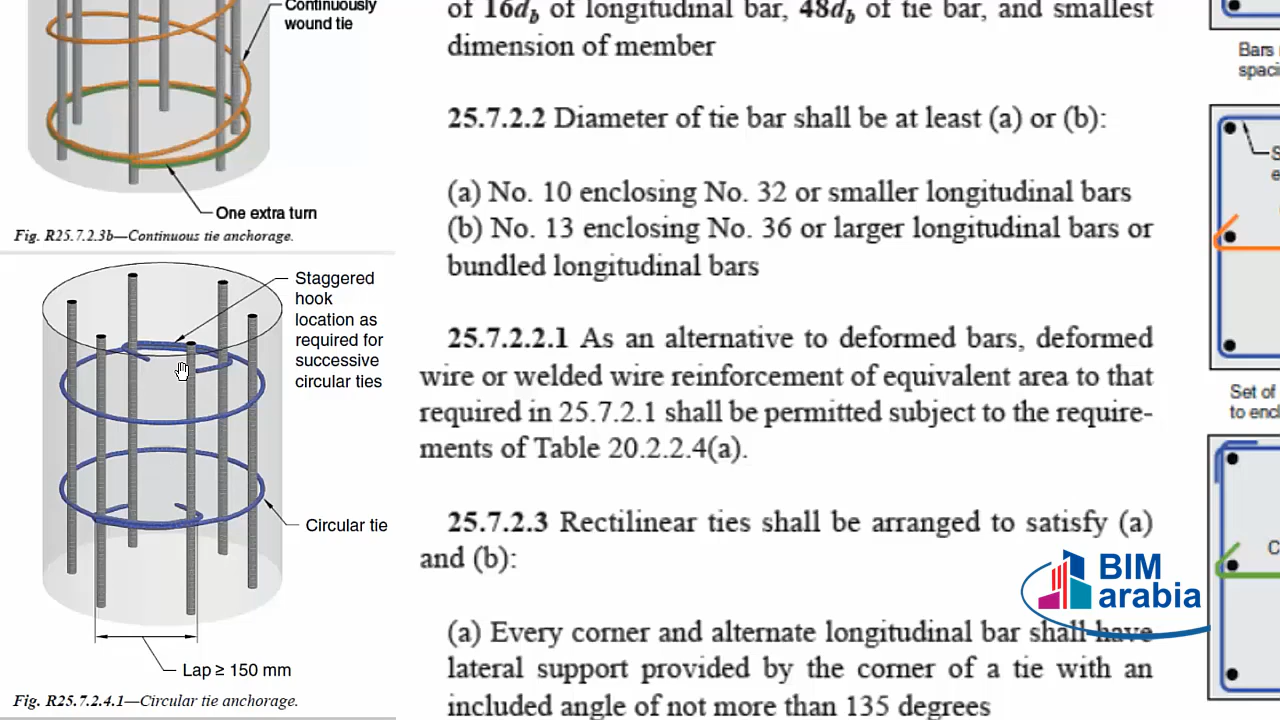 Continuously
wound tie
One extra turn
Fig. R25.7.2.3b—Continuous tie anchorage.
Staggered
hook
location as
required for
successive
circular ties
Circular tie
Lap ≥ 150 mm
Fig. R25.7.2.4.1—Circular tie anchorage.
of 16db of longitudinal bar, 48db of tie bar, and smallest
dimension of member
25.7.2.2 Diameter of tie bar shall be at least (a) or (b):
(a) No. 10 enclosing No. 32 or smaller longitudinal bars
(b) No. 13 enclosing No. 36 or larger longitudinal bars or
bundled longitudinal bars
25.7.2.2.1 As an alternative to deformed bars, deformed
wire or welded wire reinforcement of equivalent area to that
required in 25.7.2.1 shall be permitted subject to the require-
ments of Table 20.2.2.4(a).
25.7.2.3 Rectilinear ties shall be arranged to satisfy (a)
and (b):
(a) Every corner and alternate longitudinal bar shall have
lateral support provided by the corner of a tie with an
included angle of not more than 135 degrees
BIM
arabia
Bars
Set of